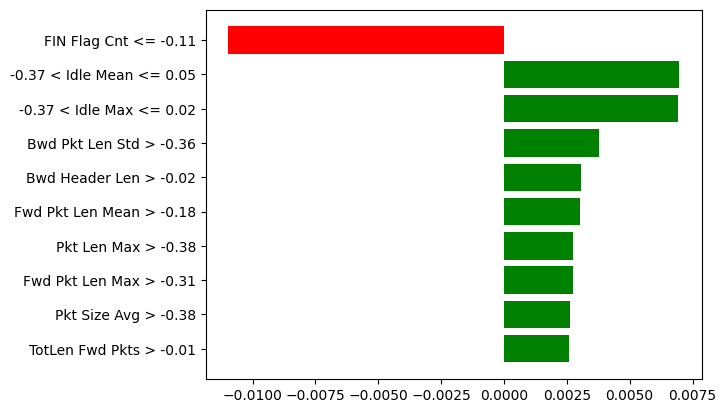 FIN Flag Cnt <= -0.11
-0.37 < Idle Mean <= 0.05
-0.37 < Idle Max <= 0.02
Bwd Pkt Len Std > -0.36
Bwd Header Len > -0.02
Fwd Pkt Len Mean > -0.18
Pkt Len Max > -0.38
Fwd Pkt Len Max > -0.31
Pkt Size Avg > -0.38
TotLen Fwd Pkts > -0.01
−0.0100 −0.0075 −0.0050 −0.0025 0.0000 0.0025 0.0050 0.0075